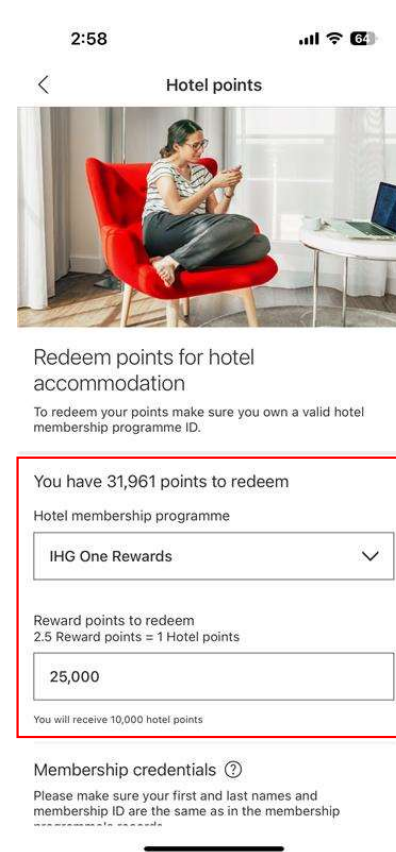 2:58
64
Hotel points
Redeem points for hotel
accommodation
To redeem your points make sure you own a valid hotel
membership programme ID.
You have 31,961 points to redeem
Hotel membership programme
IHG One Rewards
Reward points to redeem
2.5 Reward points = 1 Hotel points
25,000
You will receive 10,000 hotel points
Membership credentials ?
Please make sure your first and last names and
membership ID are the same as in the membership